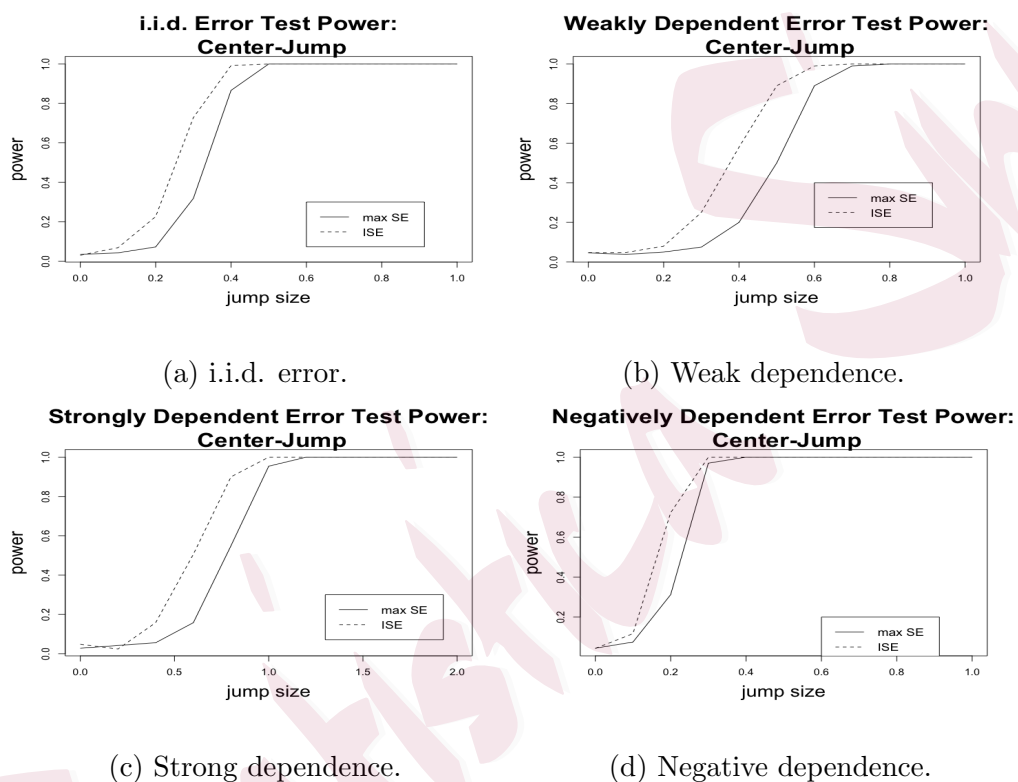 i.i.d. Error Test Power:
Center-Jump
power
0.0 0.2 0.4 0.6 0.8 1.0
max SE
ISE
0.0 0.2 0.4 0.6 0.8 1.0
jump size
(a) i.i.d. error.
Weakly Dependent Error Test Power:
Center-Jump
power
0.0 0.2 0.4 0.6 0.8 1.0
max SE
ISE
0.0 0.2 0.4 0.6 0.8 1.0
jump size
(b) Weak dependence.
Strongly Dependent Error Test Power:
Center-Jump
power
0.0 0.2 0.4 0.6 0.8 1.0
max SE
ISE
0.0 0.5 1.0 1.5 2.0
jump size
(c) Strong dependence.
Negatively Dependent Error Test Power:
Center-Jump
power
0.2 0.4 0.6 0.8 1.0
max SE
ISE
0.0 0.2 0.4 0.6 0.8 1.0
jump size
(d) Negative dependence.